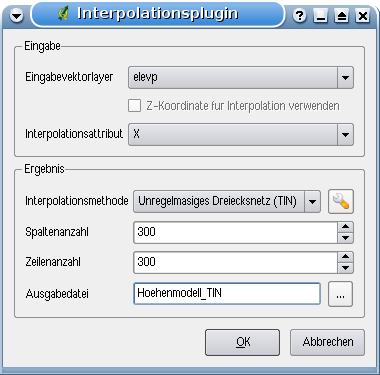 Interpolationsplugin
Eingabe
Eingabevektorlayer elevp
Z-Koordinate fur Interpolation verwenden
Interpolationsattribut X
Ergebnis
Interpolationsmethode Unregelmasiges Dreiecksnetz (TIN)
Spaltenanzahl 300
Zeilenanzahl 300
Ausgabedatei Hoehenmodell_TIN ...
OK Abbrechen